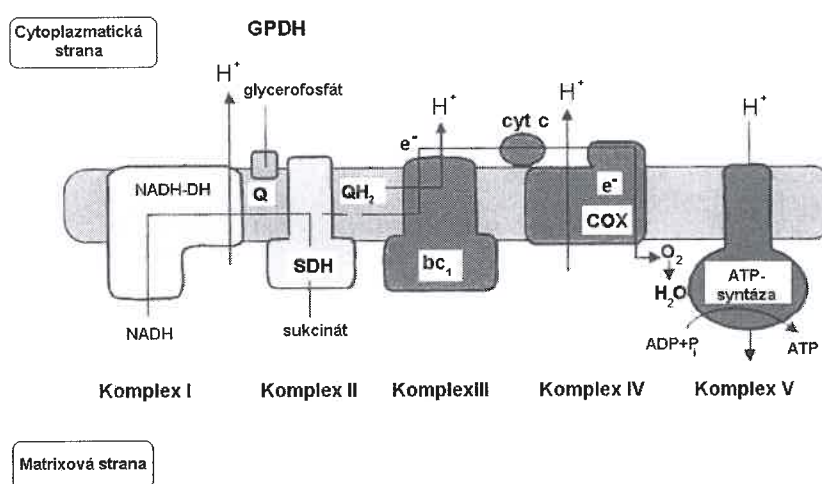 Cytoplazmatická
strana
GPDH
H⁺
glycerofosfát
H⁺
cyt c
H⁺
H⁺
e⁻
NADH-DH
Q
QH₂
e⁻
COX
SDH
bc₁
O₂
H₂O
ATP-
syntáza
NADH
sukcinát
ADP+Pᵢ
ATP
Komplex I
Komplex II
KomplexIII
Komplex IV
Komplex V
Matrixová strana